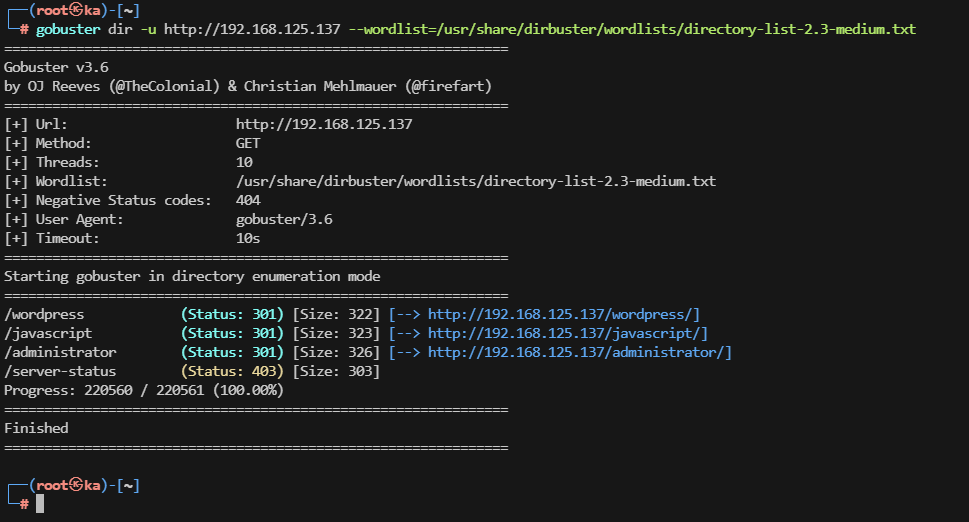 ┌──(root㉿ka)-[~]
└─# gobuster dir -u http://192.168.125.137 --wordlist=/usr/share/dirbuster/wordlists/directory-list-2.3-medium.txt
===============================================================
Gobuster v3.6
by OJ Reeves (@TheColonial) & Christian Mehlmauer (@firefart)
===============================================================
[+] Url:                     http://192.168.125.137
[+] Method:                  GET
[+] Threads:                 10
[+] Wordlist:                /usr/share/dirbuster/wordlists/directory-list-2.3-medium.txt
[+] Negative Status codes:   404
[+] User Agent:              gobuster/3.6
[+] Timeout:                 10s
===============================================================
Starting gobuster in directory enumeration mode
===============================================================
/wordpress            (Status: 301) [Size: 322] [--> http://192.168.125.137/wordpress/]
/javascript           (Status: 301) [Size: 323] [--> http://192.168.125.137/javascript/]
/administrator        (Status: 301) [Size: 326] [--> http://192.168.125.137/administrator/]
/server-status        (Status: 403) [Size: 303]
Progress: 220560 / 220561 (100.00%)
===============================================================
Finished
===============================================================
┌──(root㉿ka)-[~]
└─#